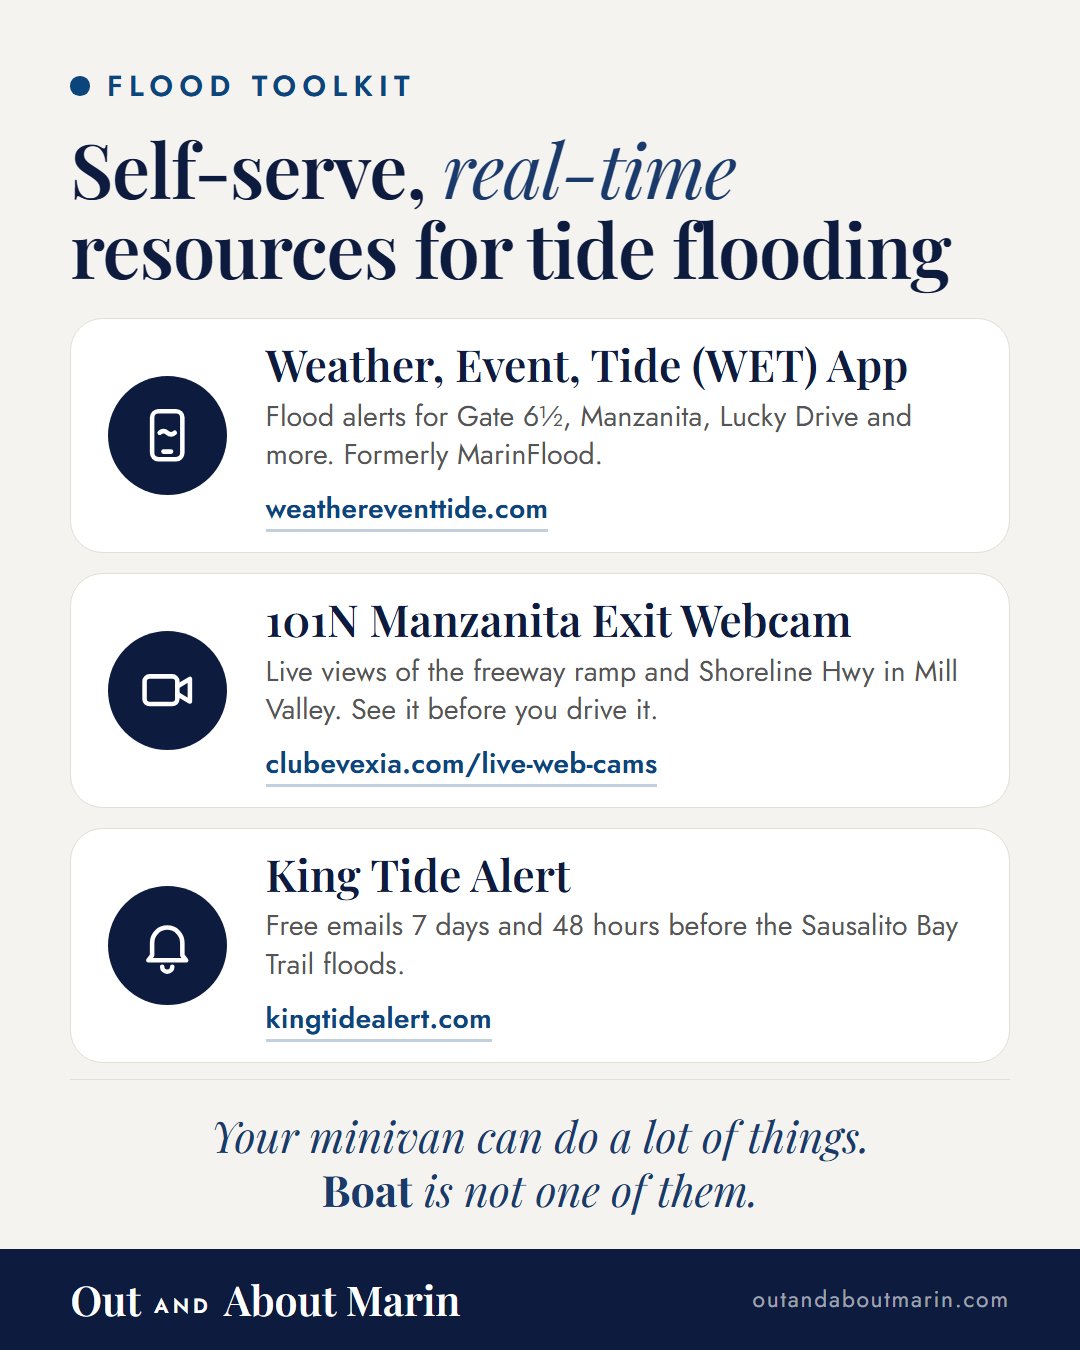 FLOOD TOOLKIT
Self-serve, real-time
resources for tide flooding
Weather, Event, Tide (WET) App
Flood alerts for Gate 6½, Manzanita, Lucky Drive and
more. Formerly MarinFlood.
weathereventtide.com
101N Manzanita Exit Webcam
Live views of the freeway ramp and Shoreline Hwy in Mill
Valley. See it before you drive it.
clubevexia.com/live-web-cams
King Tide Alert
Free emails 7 days and 48 hours before the Sausalito Bay
Trail floods.
kingtidealert.com
Your minivan can do a lot of things.
Boat is not one of them.
Out AND About Marin
outandaboutmarin.com